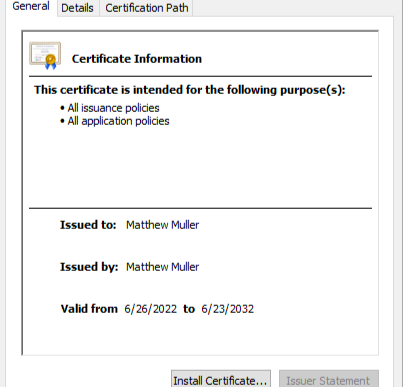 General Details Certification Path
Certificate Information
This certificate is intended for the following purpose(s):
• All issuance policies
• All application policies
Issued to: Matthew Muller
Issued by: Matthew Muller
Valid from 6/26/2022 to 6/23/2032
Install Certificate... Issuer Statement